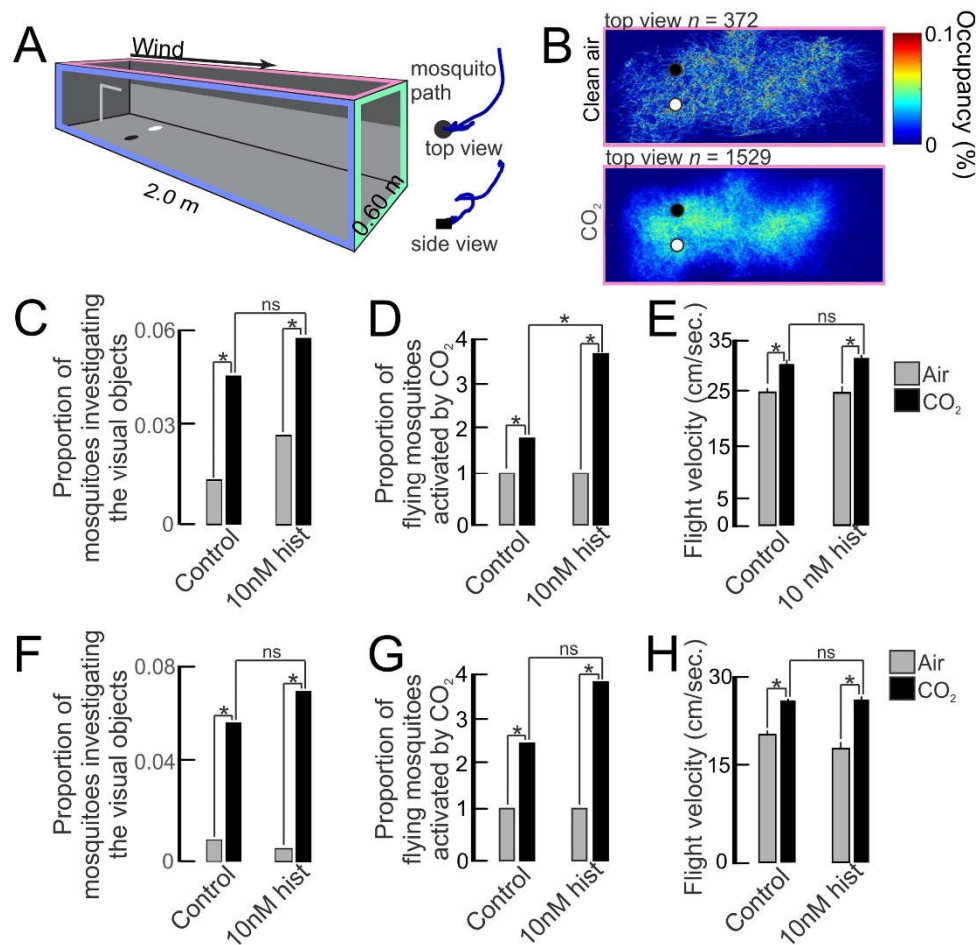 A
Wind
mosquito
path
top view
side view
2.0 m
0.60 m
B
top view n = 372
Clean air
top view n = 1529
CO₂
0.1
0
Occupancy (%)
C
Proportion of
mosquitoes investigating
the visual objects
0.06
0.03
0
ns
*
*
Control
10nM hist
D
Proportion of
flying mosquitoes
activated by CO₂
4
3
2
1
0
*
*
*
Control
10nM hist
E
Flight velocity (cm/sec.)
35
25
15
5
0
ns
*
*
Control
10 nM hist
Air
CO₂
F
Proportion of
mosquitoes investigating
the visual objects
0.08
0.04
0
ns
*
*
Control
10nM hist
G
Proportion of
flying mosquitoes
activated by CO₂
4
3
2
1
0
ns
*
*
Control
10nM hist
H
Flight velocity (cm/sec.)
30
20
10
0
ns
*
*
Control
10nM hist
Air
CO₂